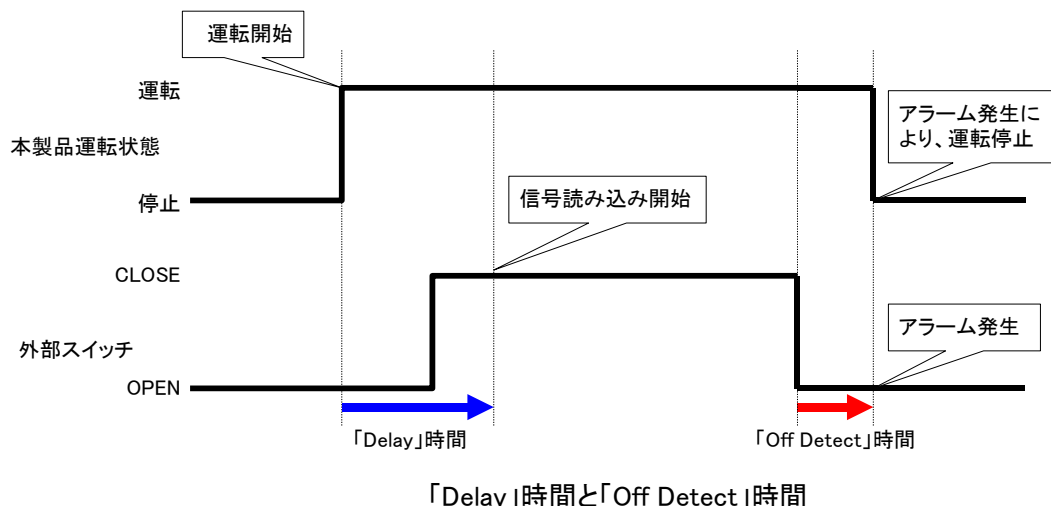 運転開始
運転
本製品運転状態
停止
アラーム発生に
より、運転停止
信号読み込み開始
CLOSE
外部スイッチ
OPEN
アラーム発生
「Delay」時間
「Off Detect」時間
「Delay」時間と「Off Detect」時間